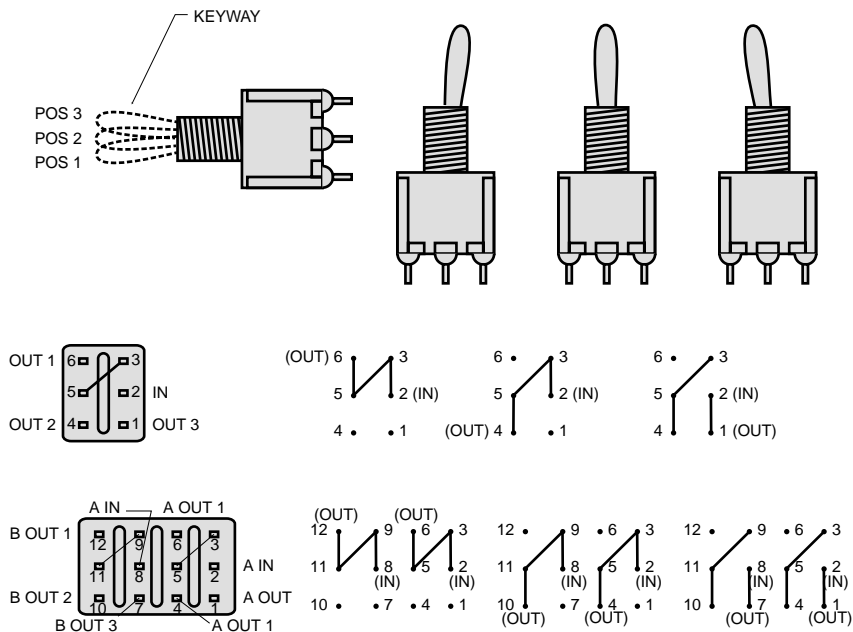 KEYWAY
POS 3
POS 2
POS 1
OUT 1 6 3
5 2 IN
OUT 2 4 1 OUT 3
(OUT) 6 3
5 2 (IN)
4 1
6 3
5 2 (IN)
(OUT) 4 1
6 3
5 2 (IN)
4 1 (OUT)
A IN A OUT 1
B OUT 1 12 9 6 3
11 8 5 2 A IN
B OUT 2 10 7 4 1 A OUT
B OUT 3 A OUT 1
(OUT) (OUT)
12 9 6 3
11 8 5 2
(IN) (IN)
10 7 4 1
12 9 6 3
11 8 5 2
(IN) (IN)
10 7 4 1
(OUT) (OUT)
12 9 6 3
11 8 5 2
(IN) (IN)
10 7 4 1
(OUT) (OUT)